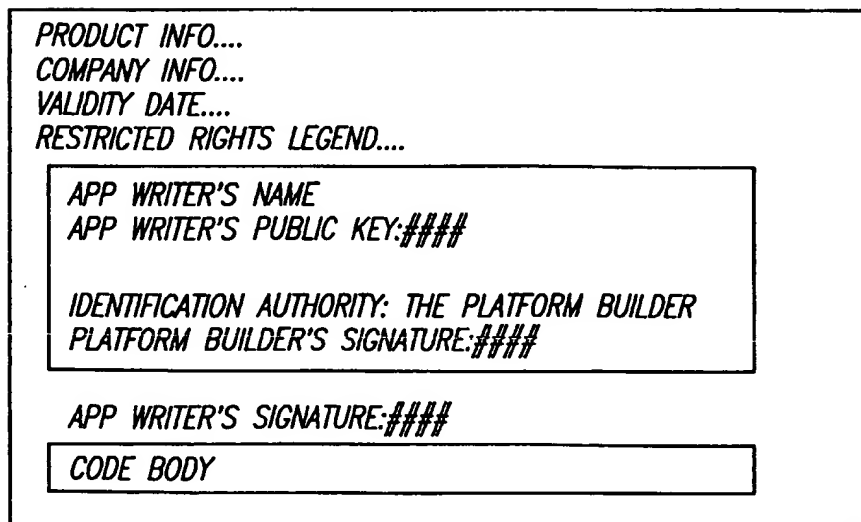 PRODUCT INFO....
COMPANY INFO....
VALIDITY DATE....
RESTRICTED RIGHTS LEGEND....
APP WRITER'S NAME
APP WRITER'S PUBLIC KEY:####
IDENTIFICATION AUTHORITY: THE PLATFORM BUILDER
PLATFORM BUILDER'S SIGNATURE:####
APP WRITER'S SIGNATURE:####
CODE BODY